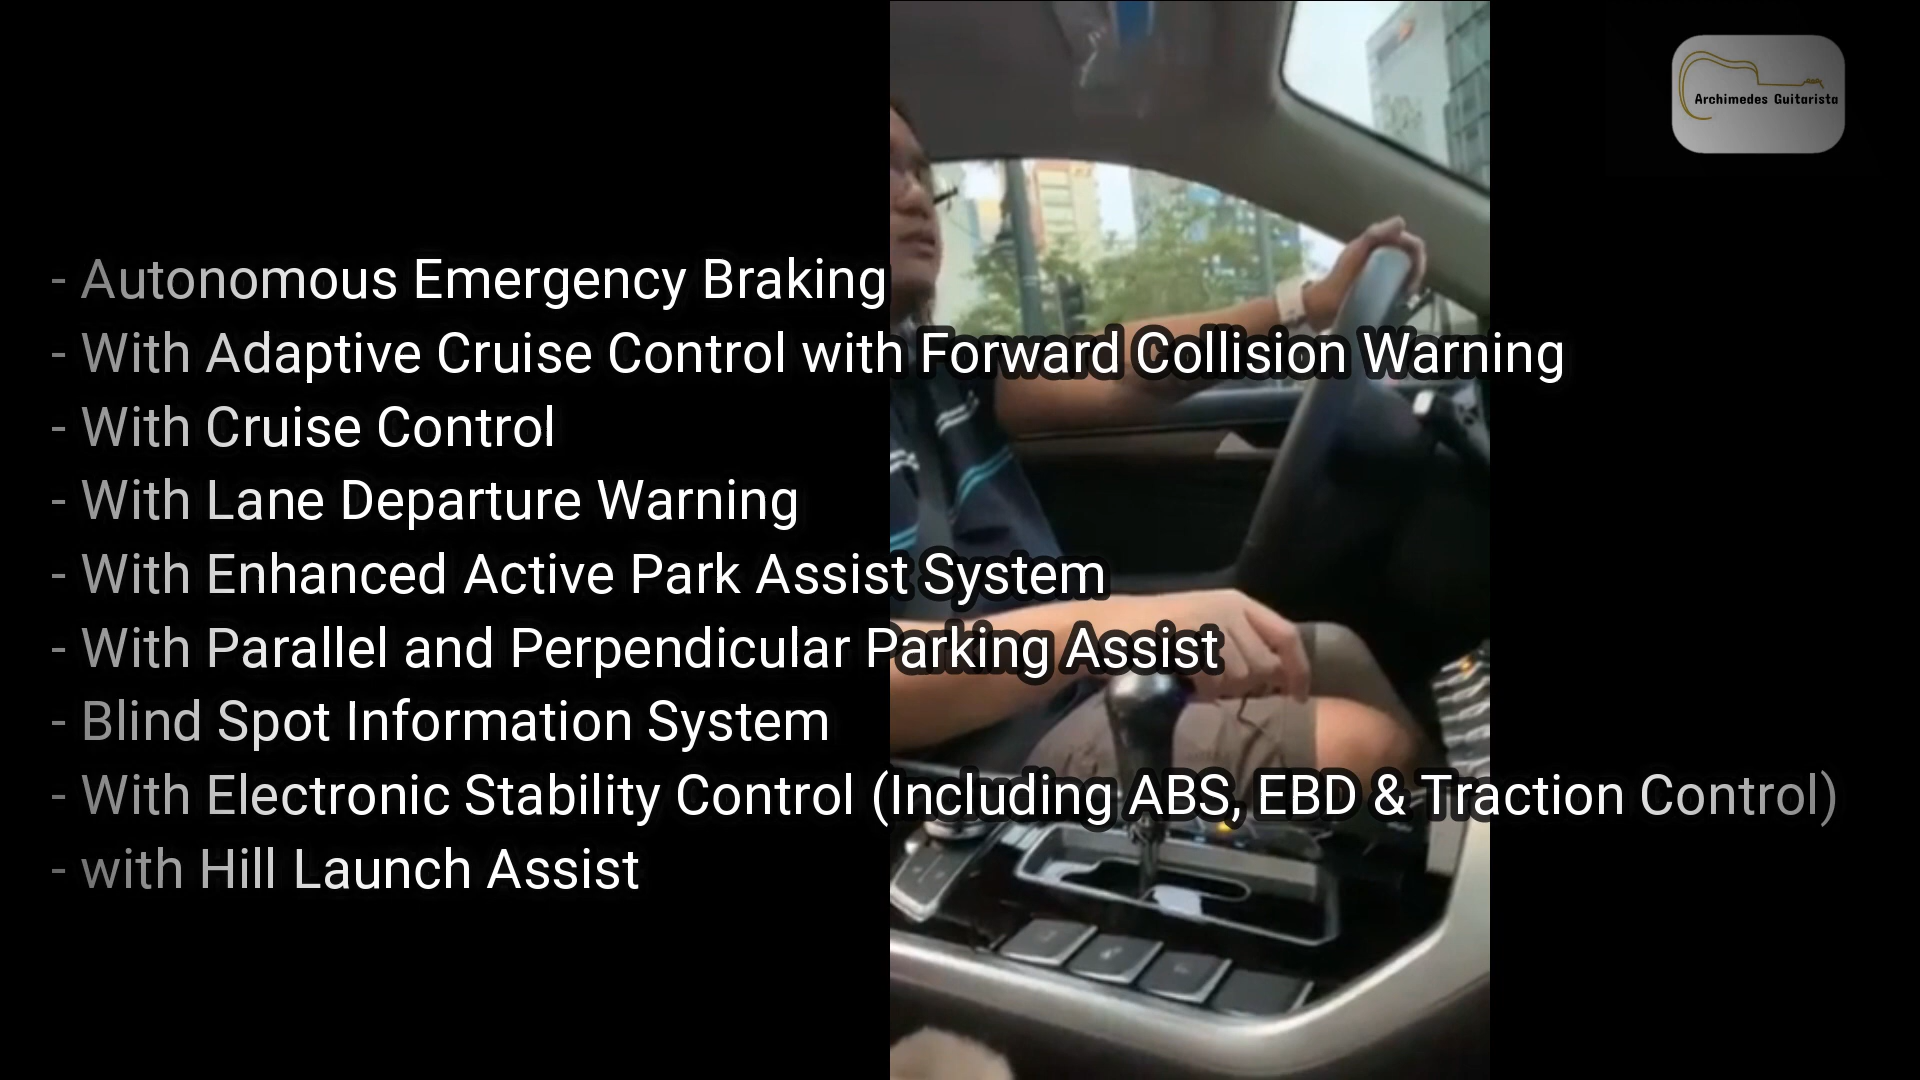 Archimedes Guitarista
- Autonomous Emergency Braking
- With Adaptive Cruise Control with Forward Collision Warning
- With Cruise Control
- With Lane Departure Warning
- With Enhanced Active Park Assist System
- With Parallel and Perpendicular Parking Assist
- Blind Spot Information System
- With Electronic Stability Control (Including ABS, EBD & Traction Control)
- with Hill Launch Assist